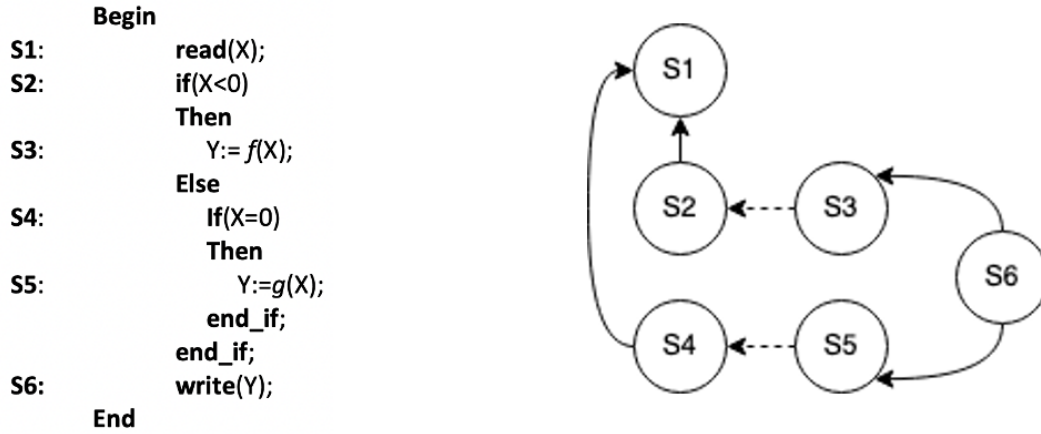 Begin
S1: read(X);
S2: if(X<0)
Then
S3: Y:= f(X);
Else
S4: If(X=0)
Then
S5: Y:=g(X);
end_if;
end_if;
S6: write(Y);
End
S1
S2
S3
S6
S4
S5